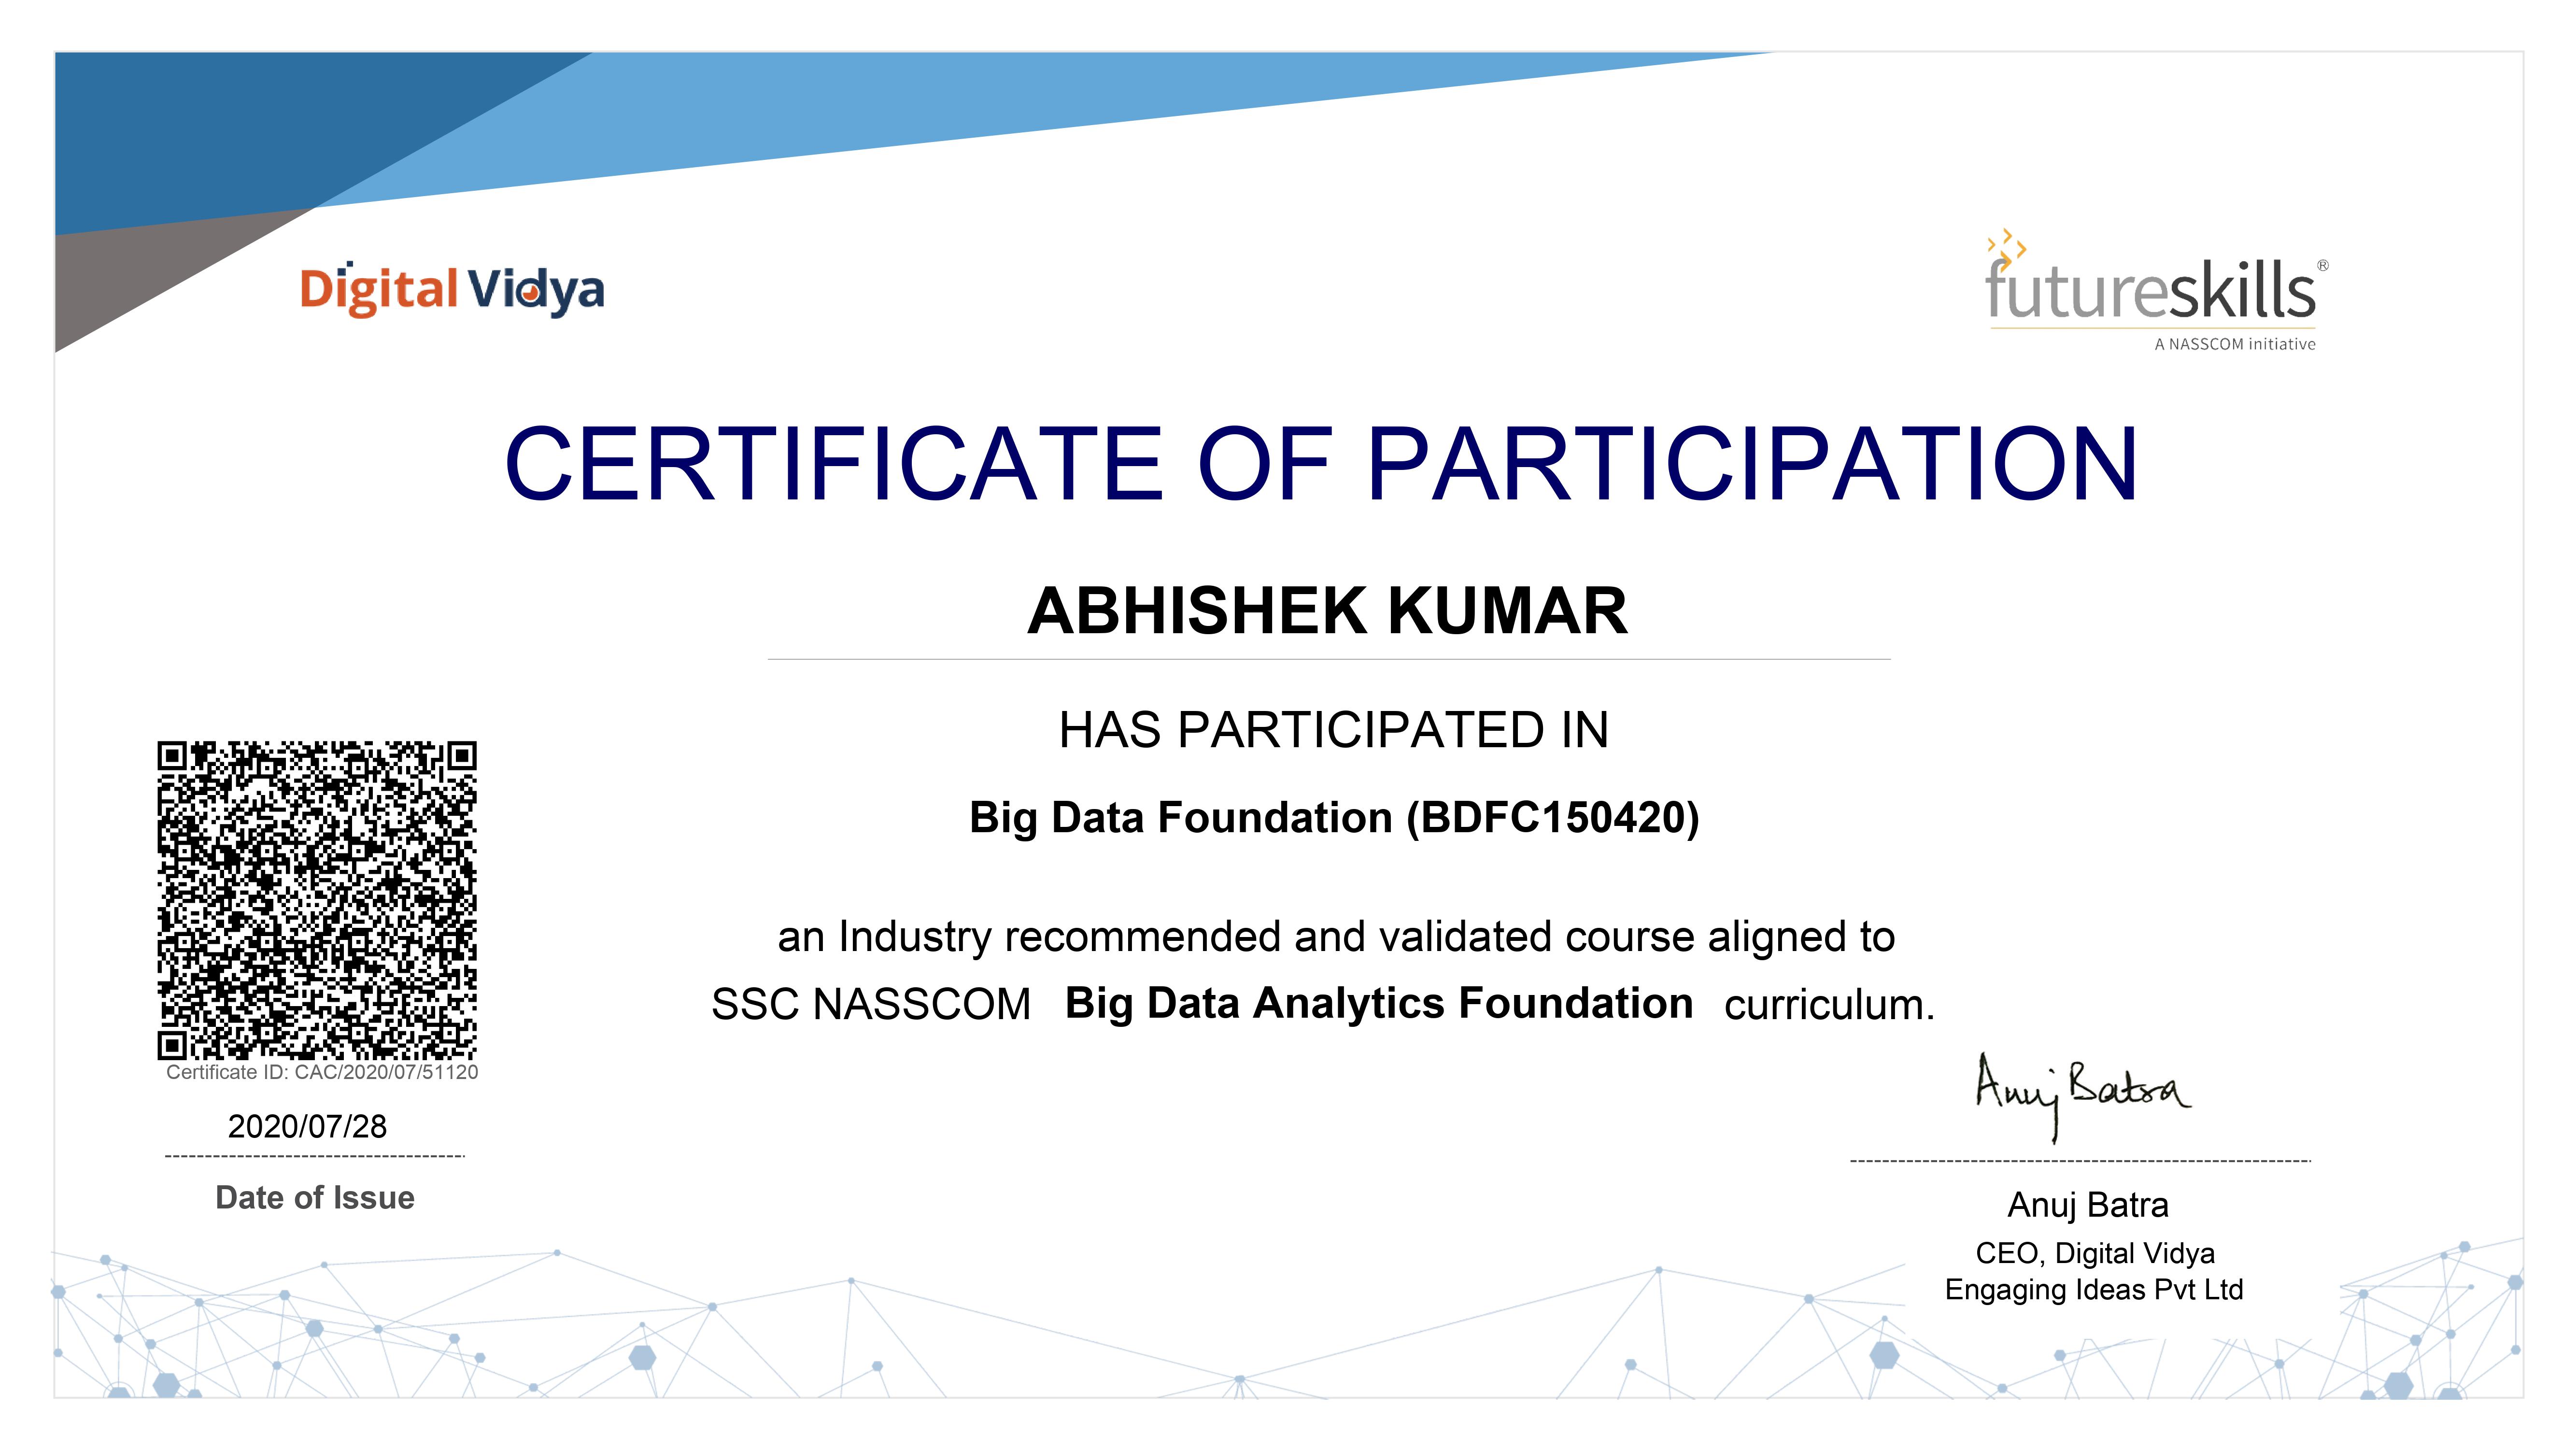 Digital Vidya
futureskills®
A NASSCOM initiative
CERTIFICATE OF PARTICIPATION
ABHISHEK KUMAR
HAS PARTICIPATED IN
Big Data Foundation (BDFC150420)
an Industry recommended and validated course aligned to
SSC NASSCOM Big Data Analytics Foundation curriculum.
Certificate ID: CAC/2020/07/51120
2020/07/28
Date of Issue
Anuj Batra
Anuj Batra
CEO, Digital Vidya
Engaging Ideas Pvt Ltd